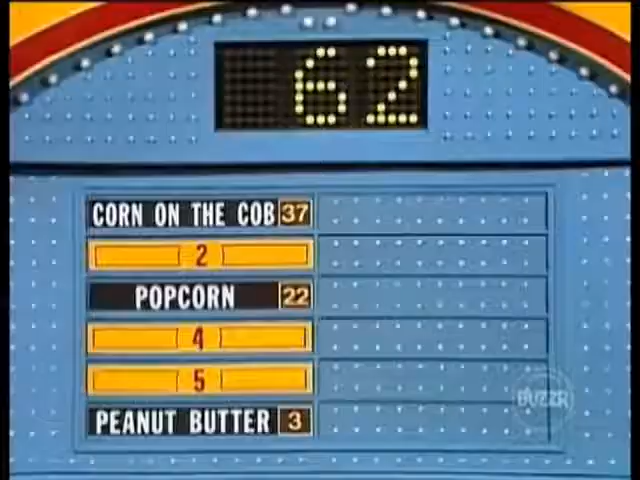 62
CORN ON THE COB 37
2
POPCORN 22
4
5
PEANUT BUTTER 3
BUZZR